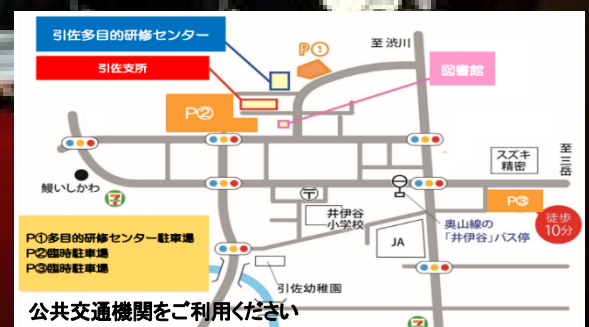 引佐多目的研修センター
引佐支所
P①
至 渋川
図書館
P②
スズキ
精密
至三岳
鰻いしかわ
7
〒
P③
徒歩
10分
井伊谷
小学校
奥山線の
「井伊谷」バス停
JA
P①多目的研修センター駐車場
P②臨時駐車場
P③臨時駐車場
引佐幼稚園
公共交通機関をご利用ください
7